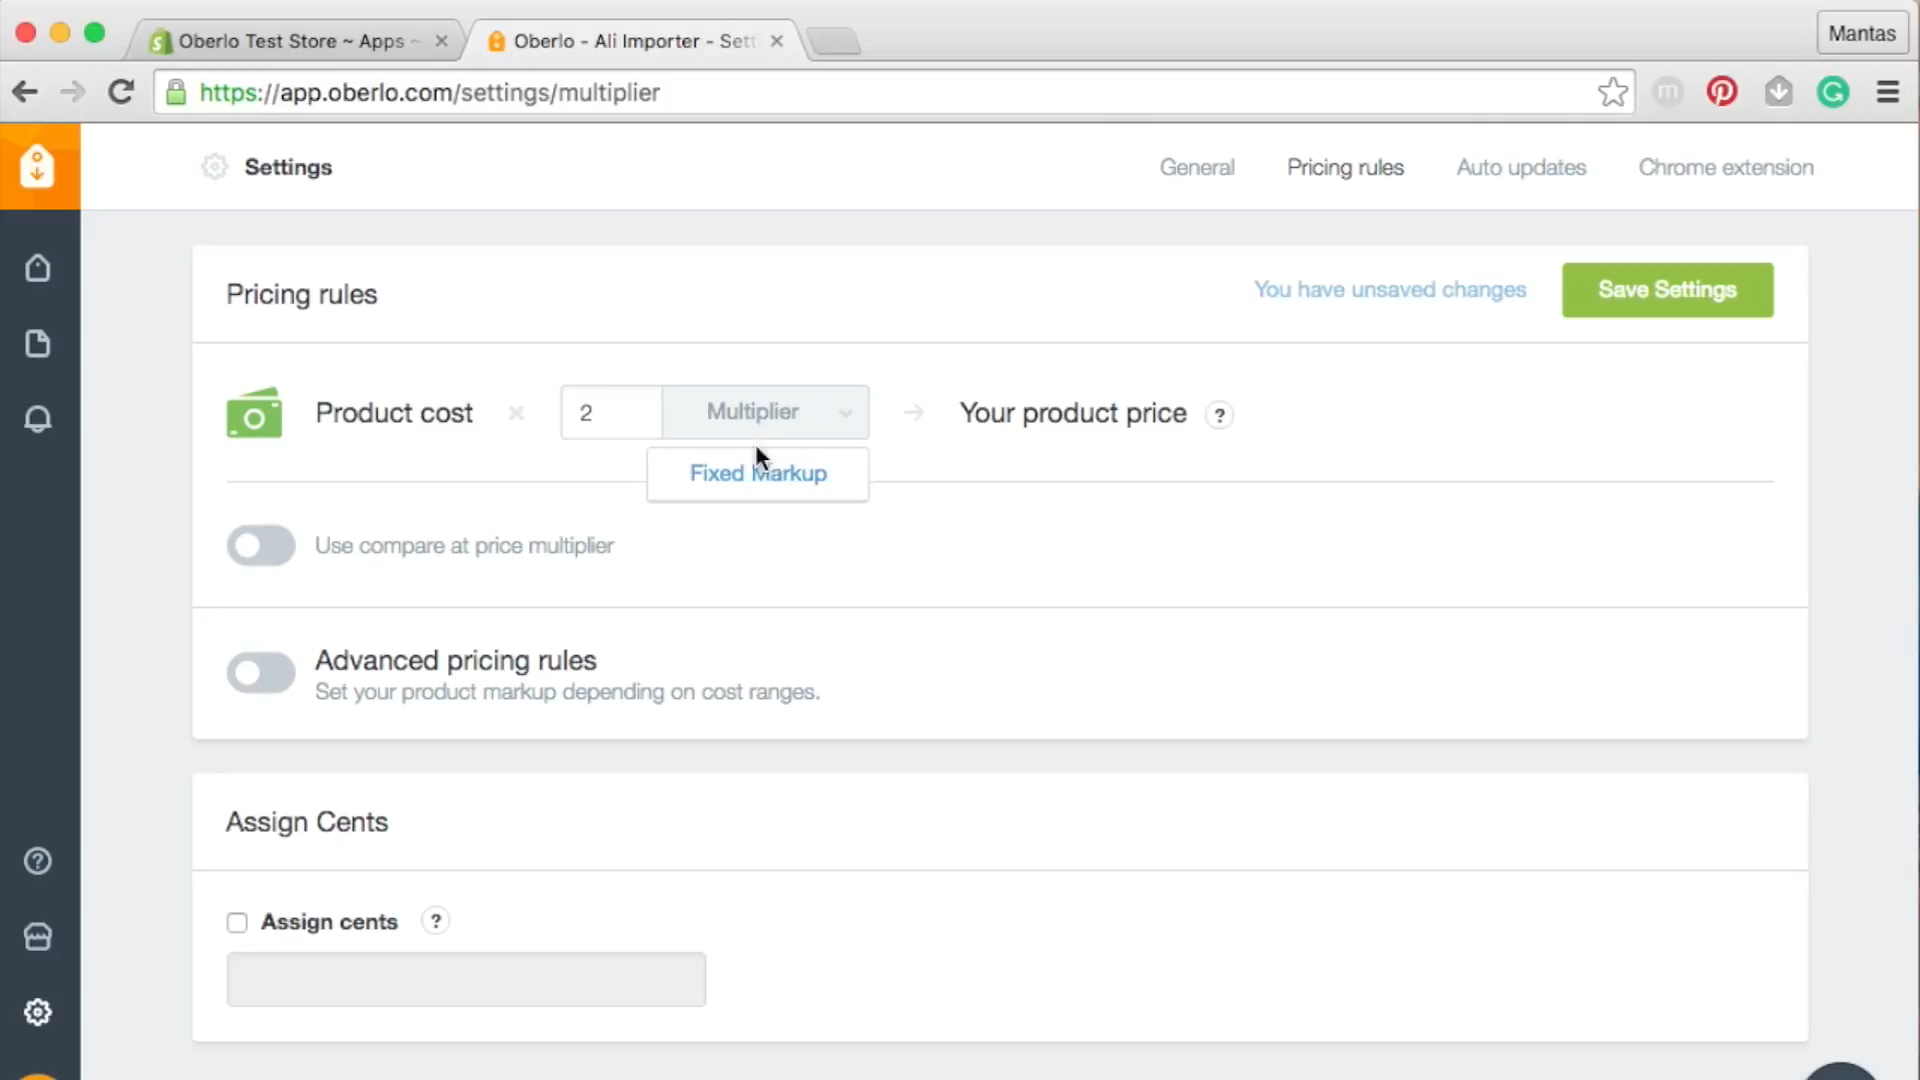 Oberlo Test Store ~ Apps ~
Oberlo - Ali Importer - Sett
Mantas
https://app.oberlo.com/settings/multiplier
Settings
General
Pricing rules
Auto updates
Chrome extension
Pricing rules
You have unsaved changes
Save Settings
Product cost
2
Multiplier
Your product price
?
Fixed Markup
Use compare at price multiplier
Advanced pricing rules
Set your product markup depending on cost ranges.
Assign Cents
Assign cents
?